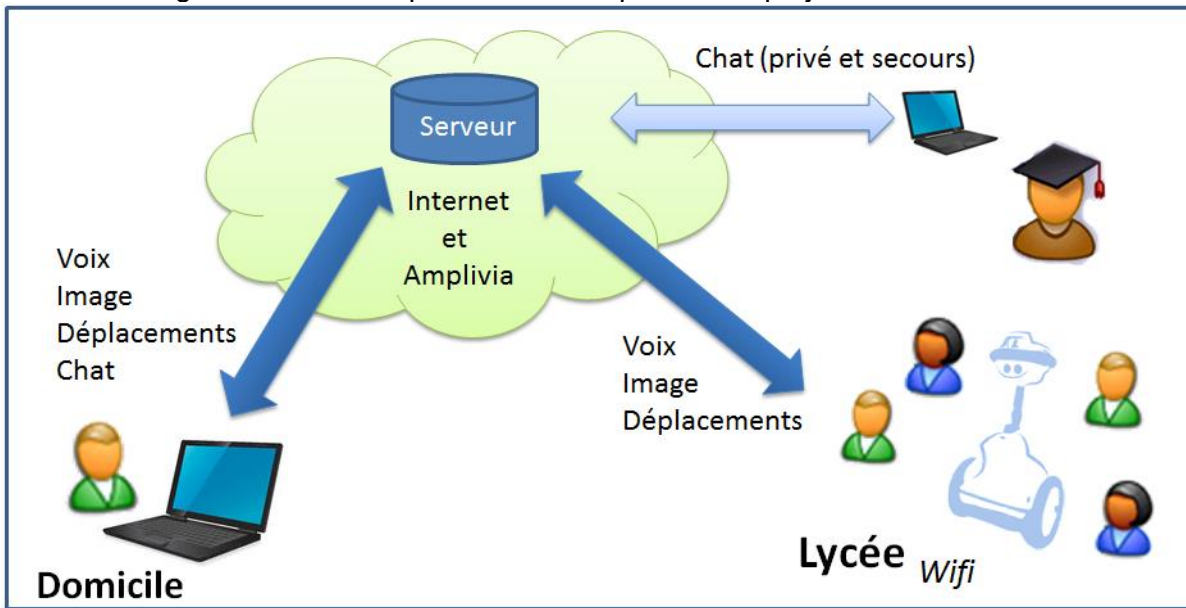 Chat (privé et secours)
Serveur
Internet
et
Amplivia
Voix
Image
Déplacements
Chat
Voix
Image
Déplacements
Domicile
Lycée Wifi